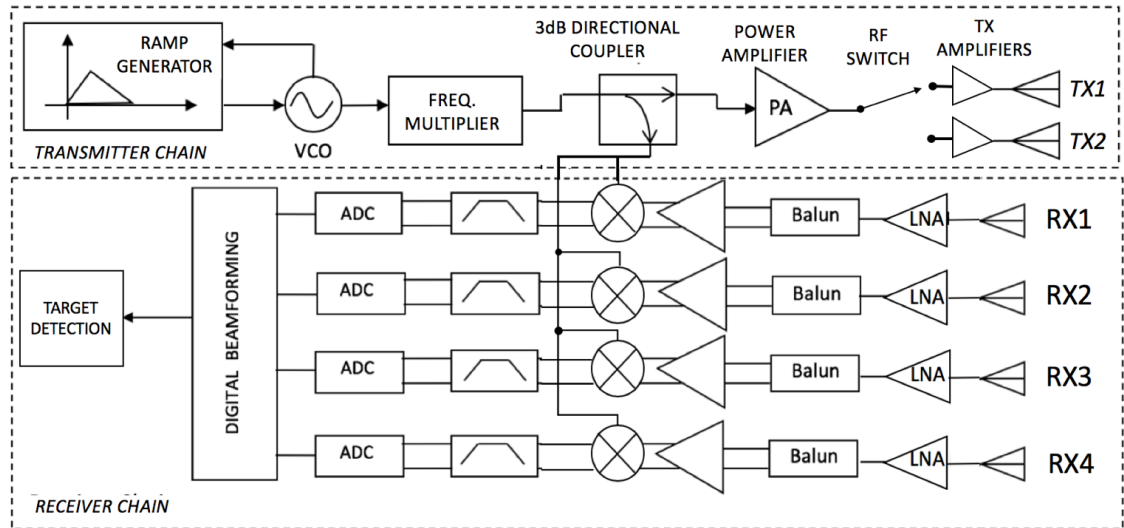 3dB DIRECTIONAL
COUPLER
POWER
AMPLIFIER
RF
SWITCH
TX
AMPLIFIERS
RAMP
GENERATOR
FREQ.
MULTIPLIER
PA
TX1
TX2
VCO
TRANSMITTER CHAIN
ADC
Balun
LNA
RX1
ADC
Balun
LNA
RX2
TARGET
DETECTION
DIGITAL BEAMFORMING
ADC
Balun
LNA
RX3
ADC
Balun
LNA
RX4
RECEIVER CHAIN